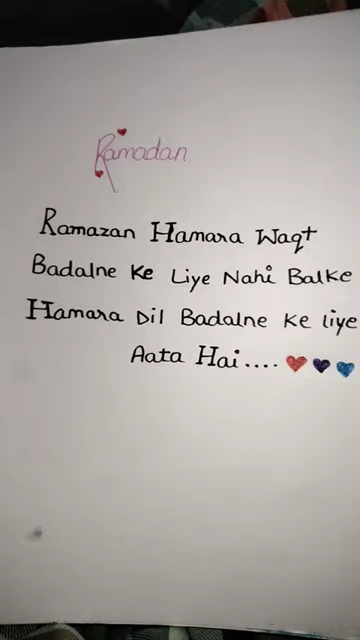 Ramadan
Ramazan Hamara Waqt
Badalne Ke Liye Nahi Balke
Hamara Dil Badalne Ke liye
Aata Hai....